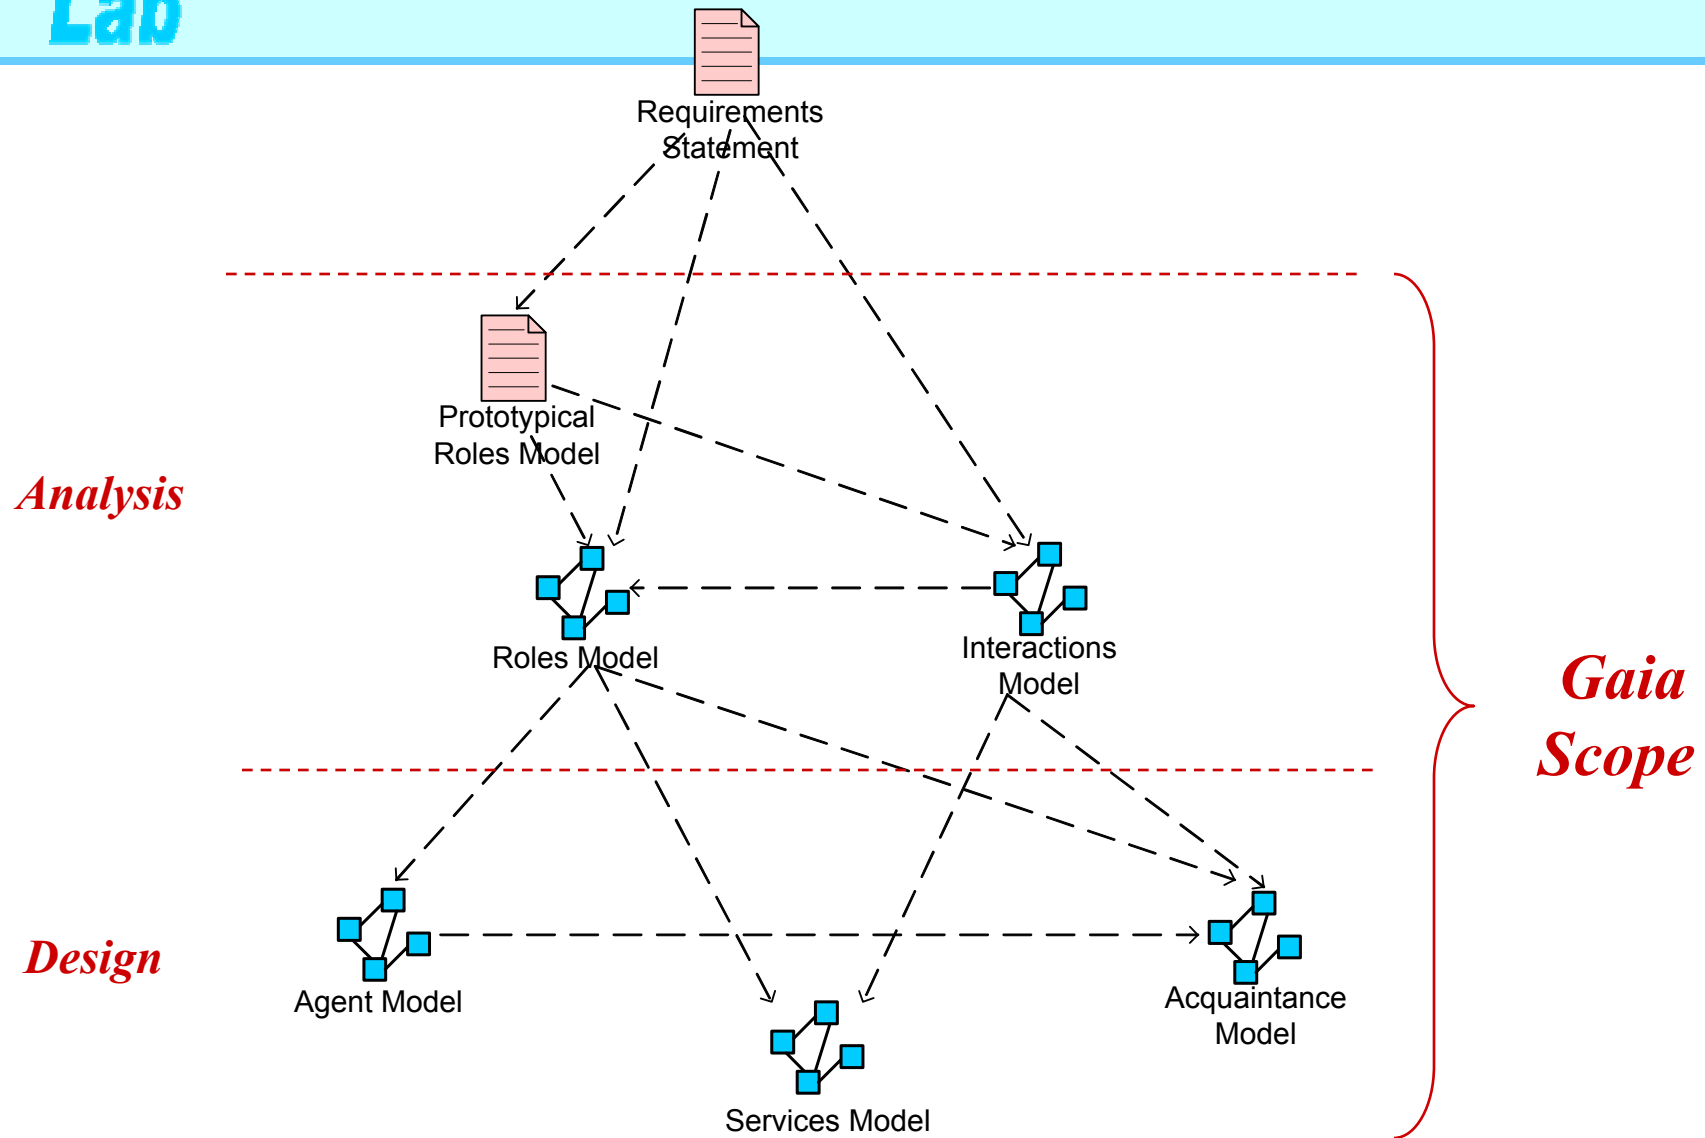 Lab
Requirements
Statement
Prototypical
Roles Model
Analysis
Roles Model
Interactions
Model
Gaia
Scope
Design
Agent Model
Acquaintance
Model
Services Model